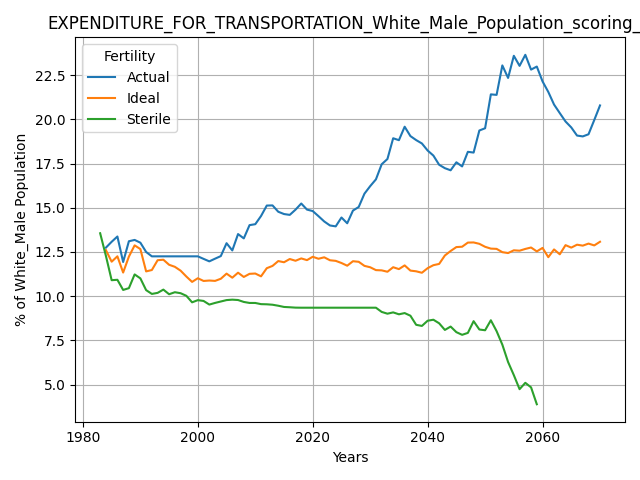 EXPENDITURE_FOR_TRANSPORTATION_White_Male_Population_scoring_
Fertility
Actual
Ideal
Sterile
% of White_Male Population
22.5
20.0
17.5
15.0
12.5
10.0
7.5
5.0
1980 2000 2020 2040 2060
Years